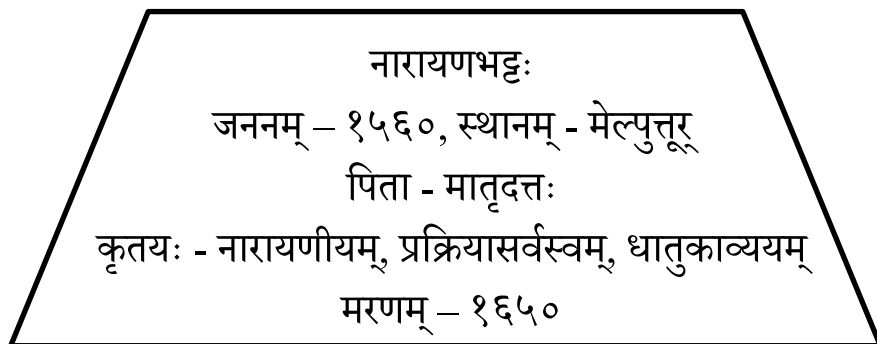 नारायणभट्टः
जननम् – १५६०, स्थानम् - मेल्पुत्तूर्
पिता - मातृदत्तः
कृतयः - नारायणीयम्, प्रक्रियासर्वस्वम्, धातुकाव्ययम्
मरणम् – १६५०